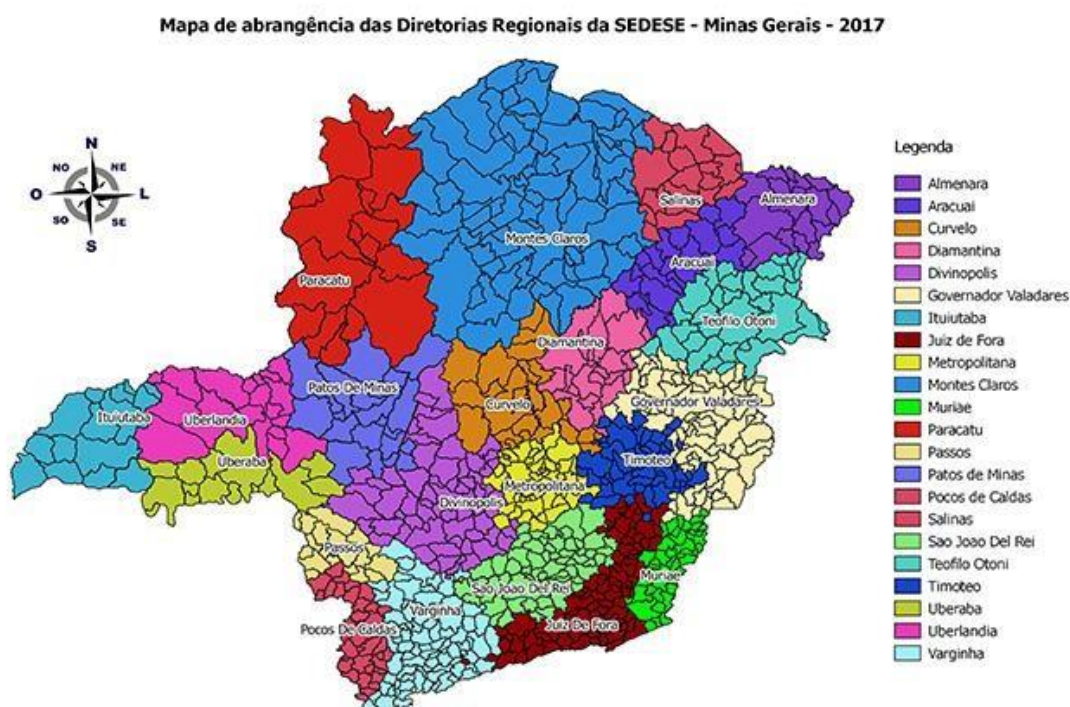 Mapa de abrangência das Diretorias Regionais da SEDESE - Minas Gerais - 2017
N
NO NE
O L
SO SE
S
Legenda
Almenara
Aracuai
Curvelo
Diamantina
Divinopolis
Governador Valadares
Ituiutaba
Juiz de Fora
Metropolitana
Montes Claros
Muriae
Paracatu
Passos
Patos de Minas
Pocos de Caldas
Salinas
Sao Joao Del Rei
Teofilo Otoni
Timoteo
Uberaba
Uberlandia
Varginha
Salinas
Almenara
Montes Claros
Aracuai
Paracatu
Teofilo Otoni
Diamantina
Patos De Minas
Governador Valadares
Curvelo
Ituiutaba
Uberlandia
Uberaba
Timoteo
Metropolitana
Divinopolis
Passos
Muriae
Sao Joao Del Rei
Varginha
Juiz De Fora
Pocos De Caldas